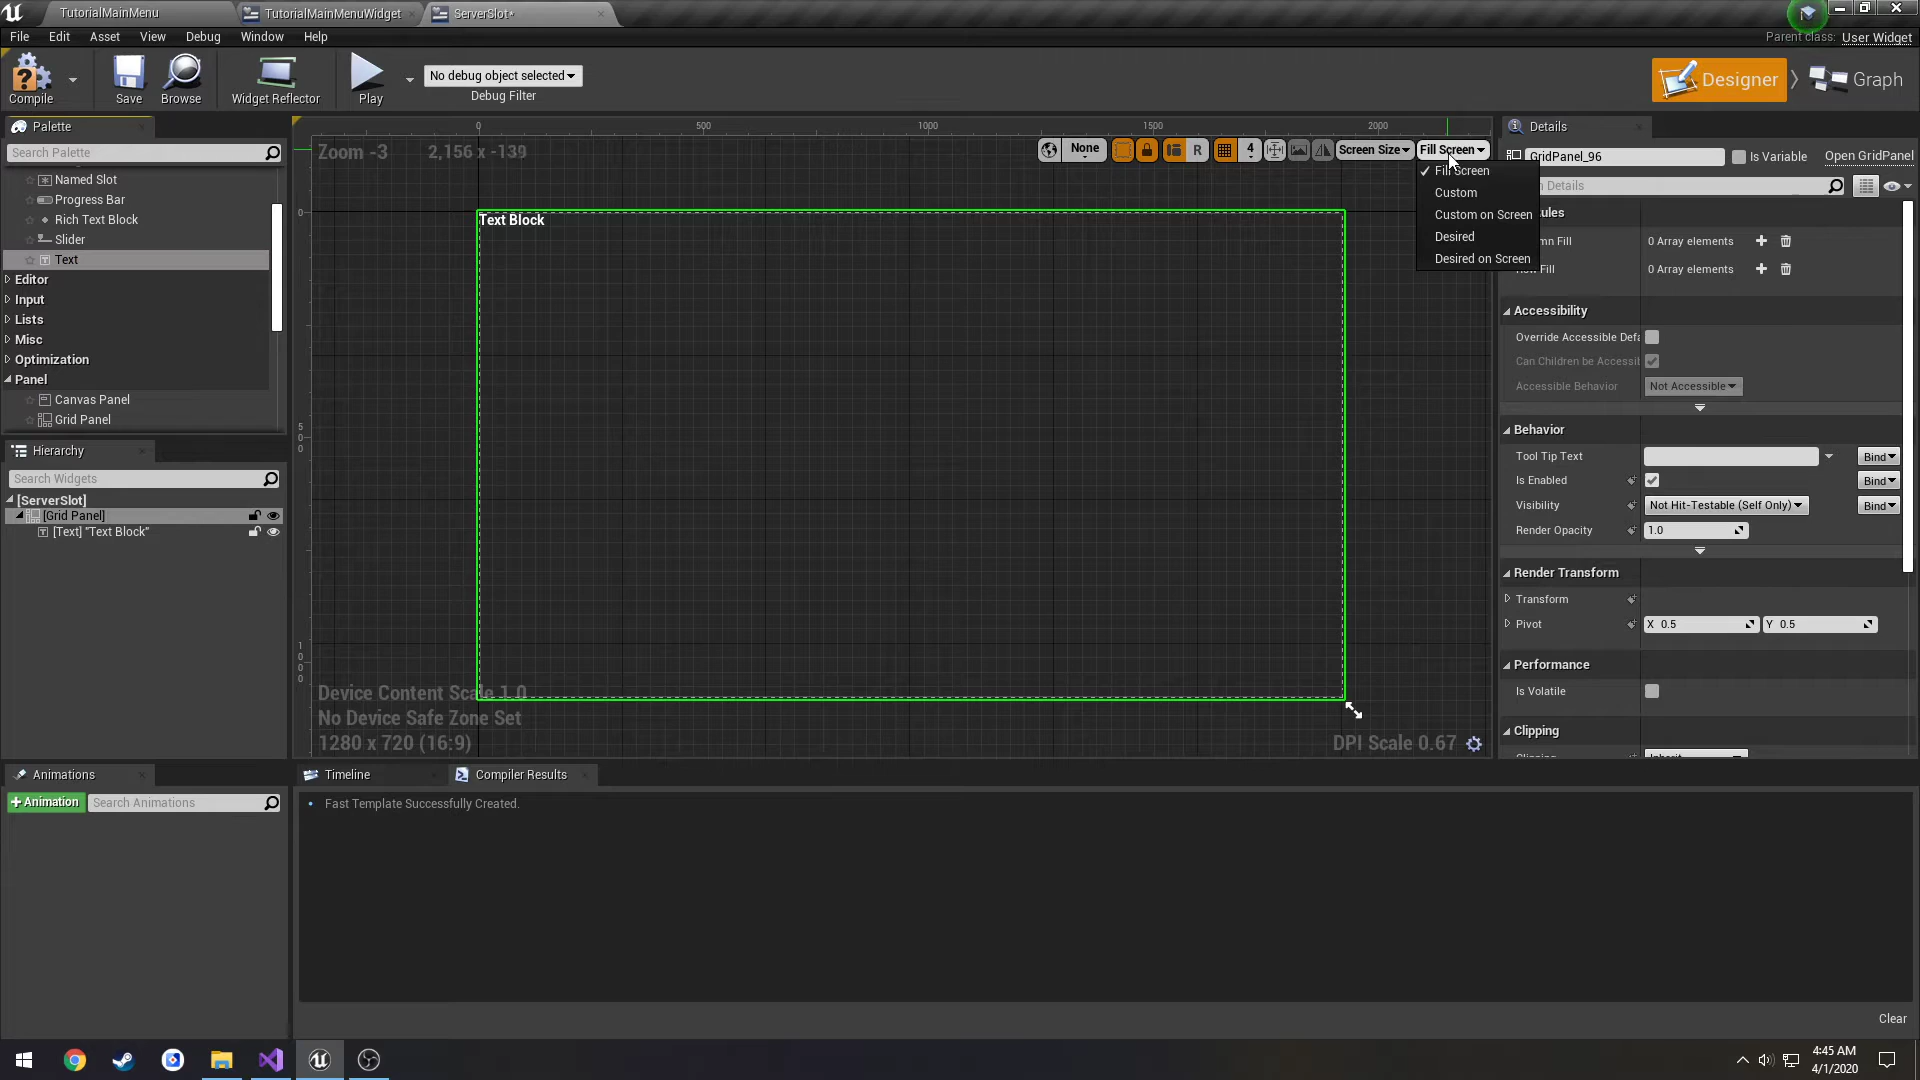 TutorialMainMenu
TutorialMainMenuWidget
ServerSlot*
File Edit Asset View Debug Window Help
Parent class: User Widget
Compile
Save
Browse
Widget Reflector
Play
No debug object selected
Debug Filter
Designer
Graph
Palette
Search Palette
Named Slot
Progress Bar
Rich Text Block
Slider
Text
Editor
Input
Lists
Misc
Optimization
Panel
Canvas Panel
Grid Panel
Hierarchy
Search Widgets
[ServerSlot]
[Grid Panel]
[Text] "Text Block"
Animations
+Animation
Search Animations
0 500 1000 1500 2000
Zoom -3
2,156 x -139
None
R
4
Screen Size
Fill Screen
Fill Screen
Custom
Custom on Screen
Desired
Desired on Screen
0
500
1000
Text Block
Device Content Scale 1.0
No Device Safe Zone Set
1280 x 720 (16:9)
DPI Scale 0.67
Details
GridPanel_96
Is Variable
Open GridPanel
Details
ules
mn Fill 0 Array elements
Fill 0 Array elements
Accessibility
Override Accessible Defa
Can Children be Accessit
Accessible Behavior Not Accessible
Behavior
Tool Tip Text Bind
Is Enabled Bind
Visibility Not Hit-Testable (Self Only) Bind
Render Opacity 1.0
Render Transform
Transform
Pivot X 0.5 Y 0.5
Performance
Is Volatile
Clipping
Timeline
Compiler Results
Fast Template Successfully Created.
Clear
4:45 AM
4/1/2020